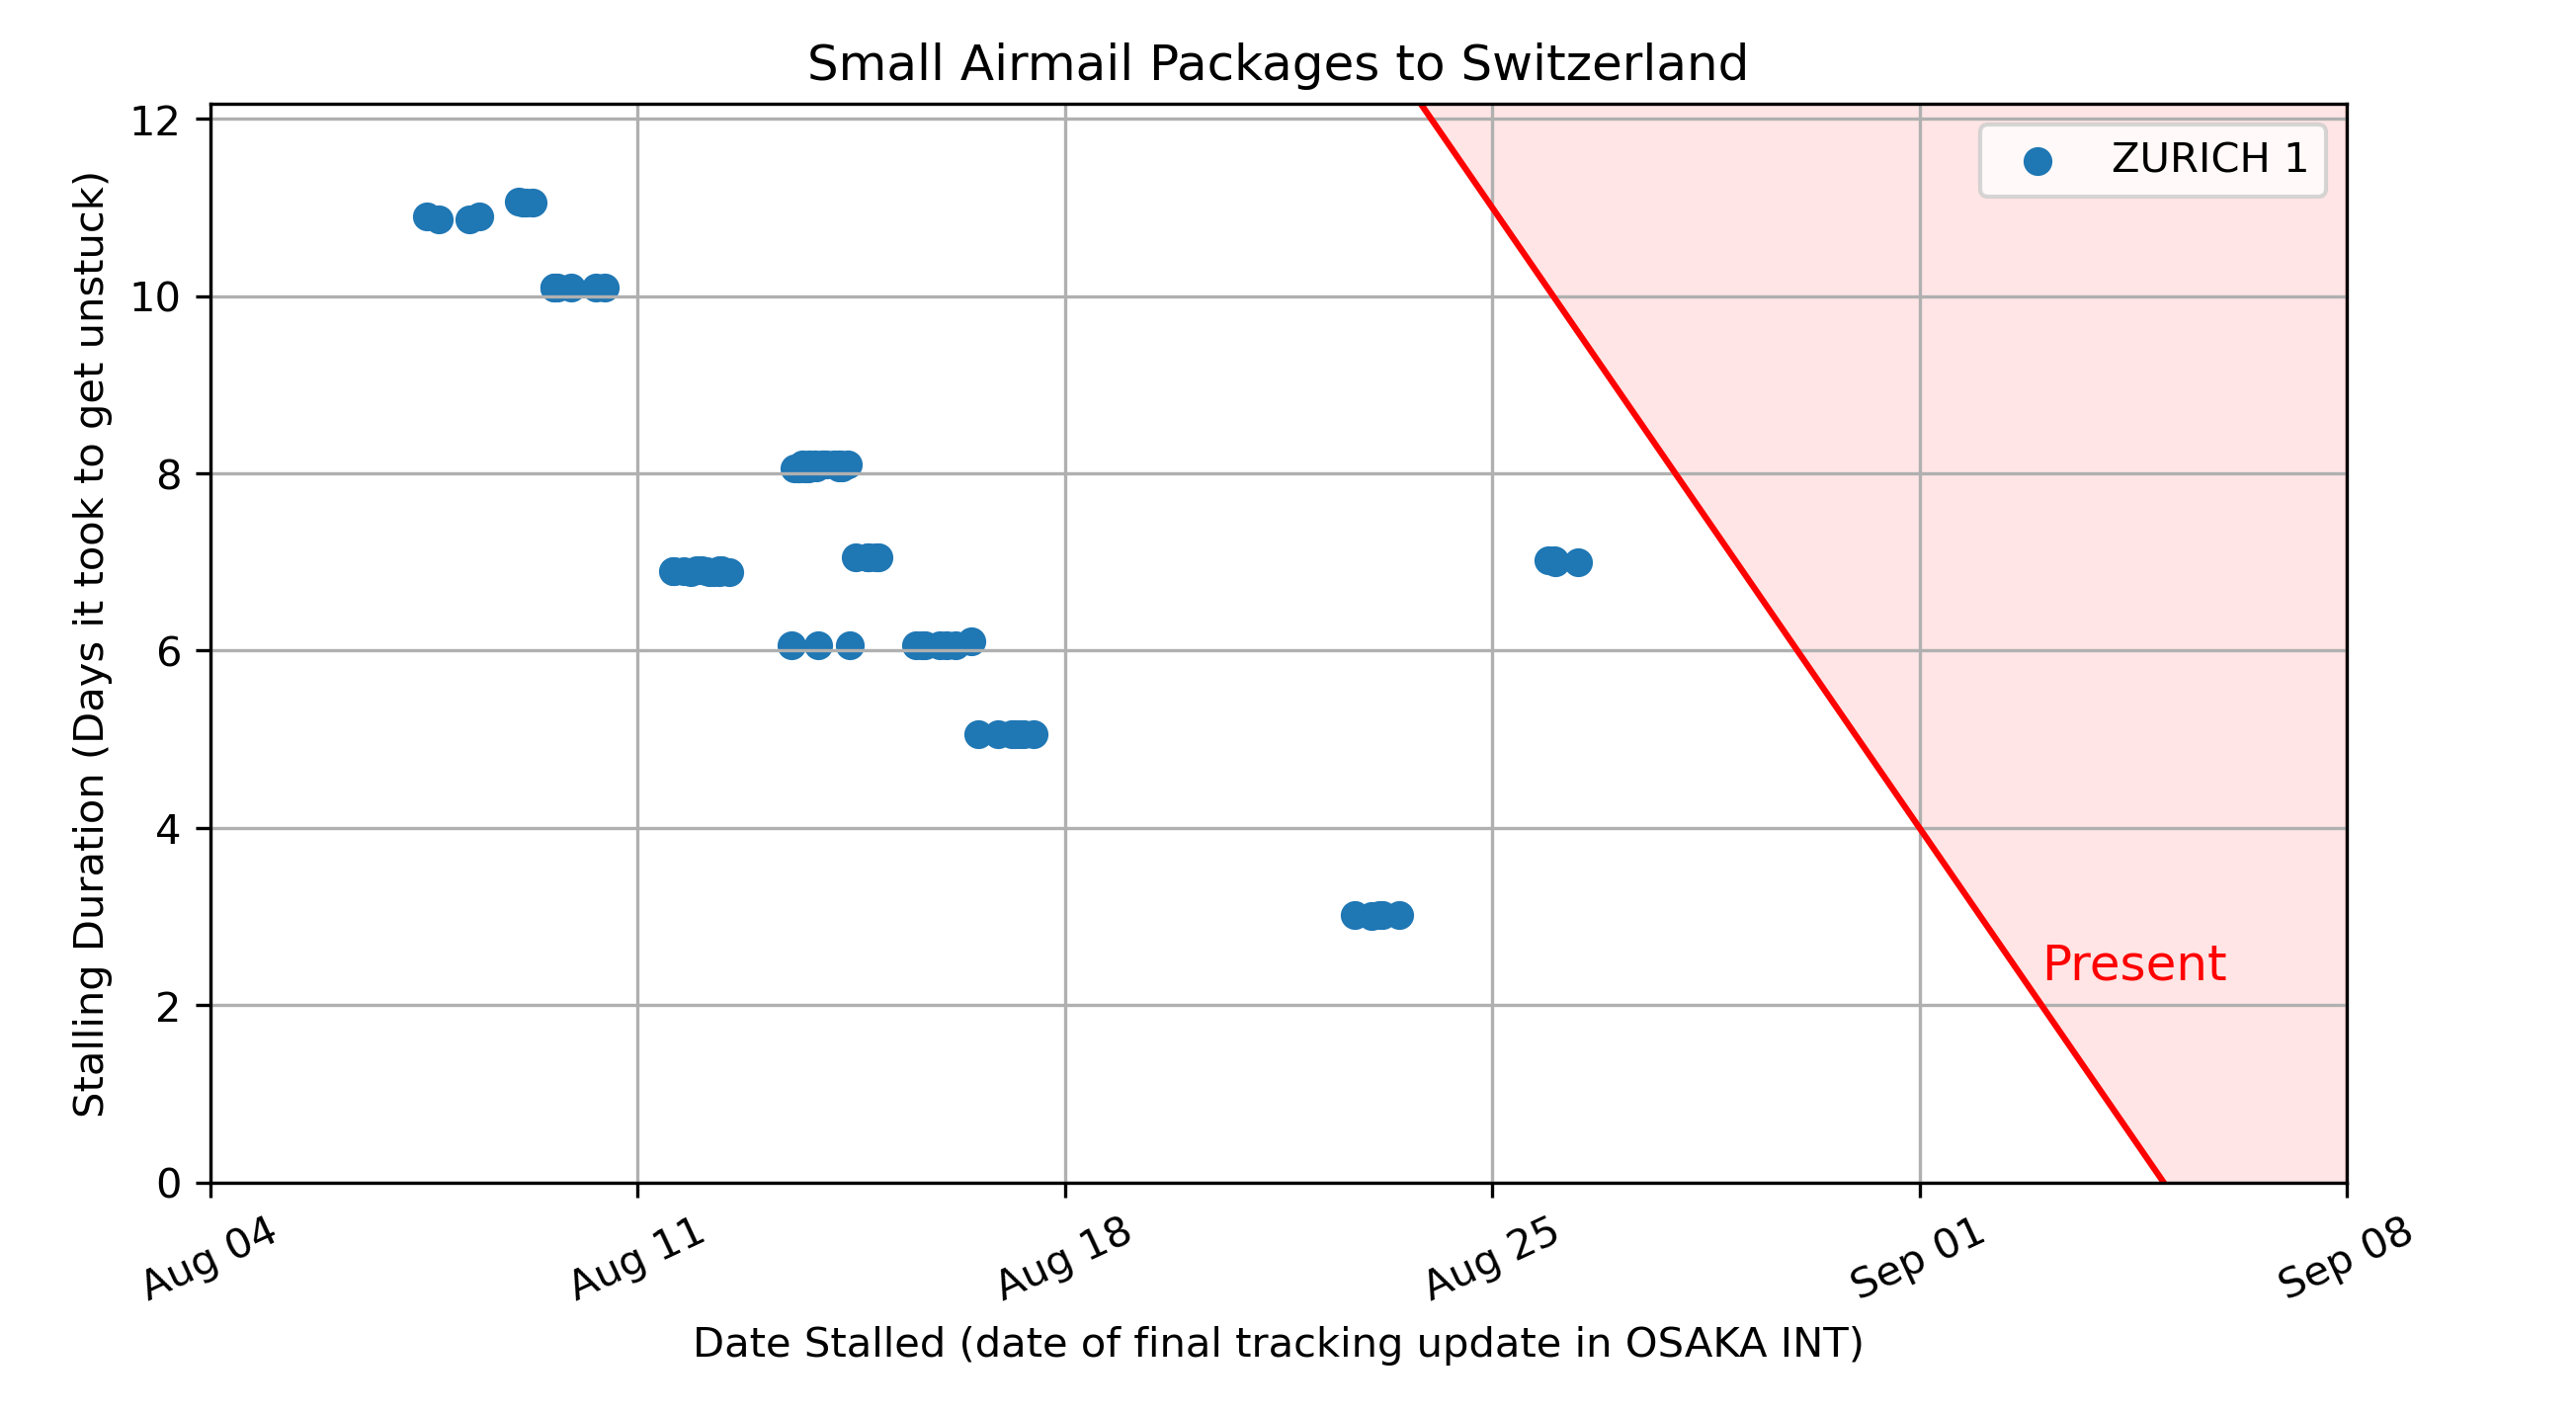 Small Airmail Packages to Switzerland
Stalling Duration (Days it took to get unstuck)
12
10
8
6
4
2
0
ZURICH 1
Present
Aug 04
Aug 11
Aug 18
Aug 25
Sep 01
Sep 08
Date Stalled (date of final tracking update in OSAKA INT)